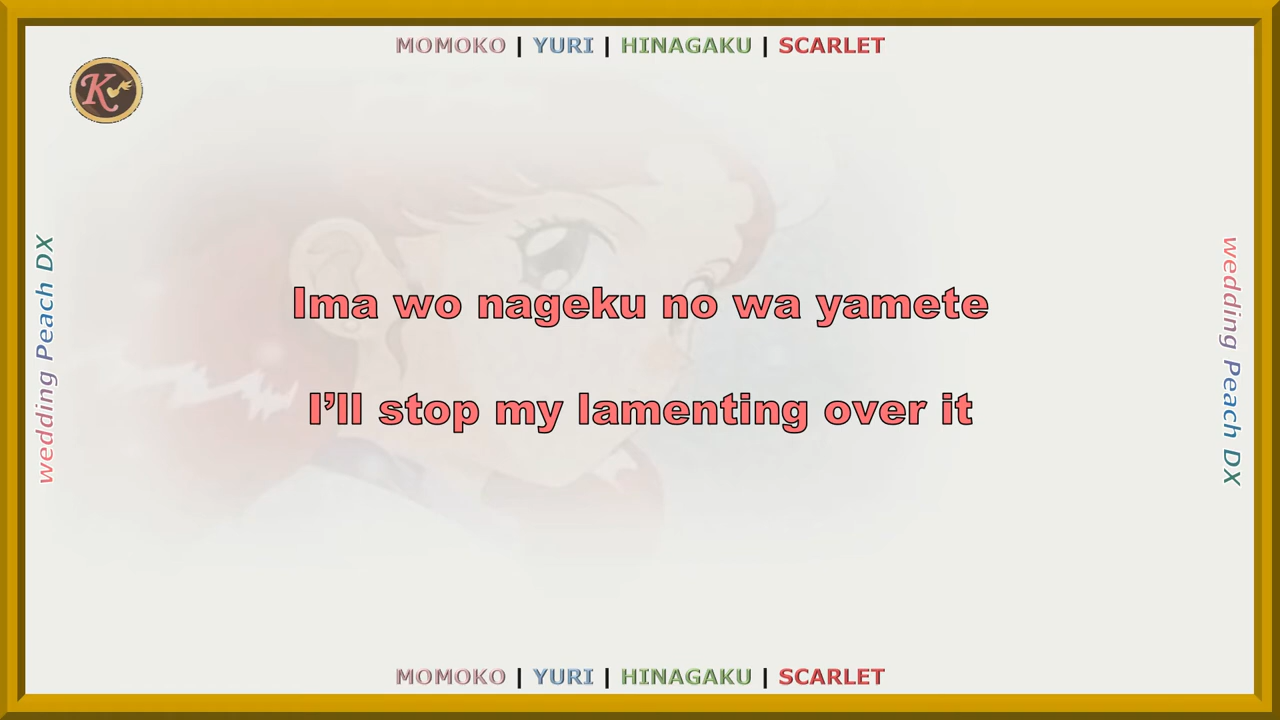 MOMOKO | YURI | HINAGAKU | SCARLET
K
wedding Peach DX
wedding Peach DX
Ima wo nageku no wa yamete
I’ll stop my lamenting over it
MOMOKO | YURI | HINAGAKU | SCARLET